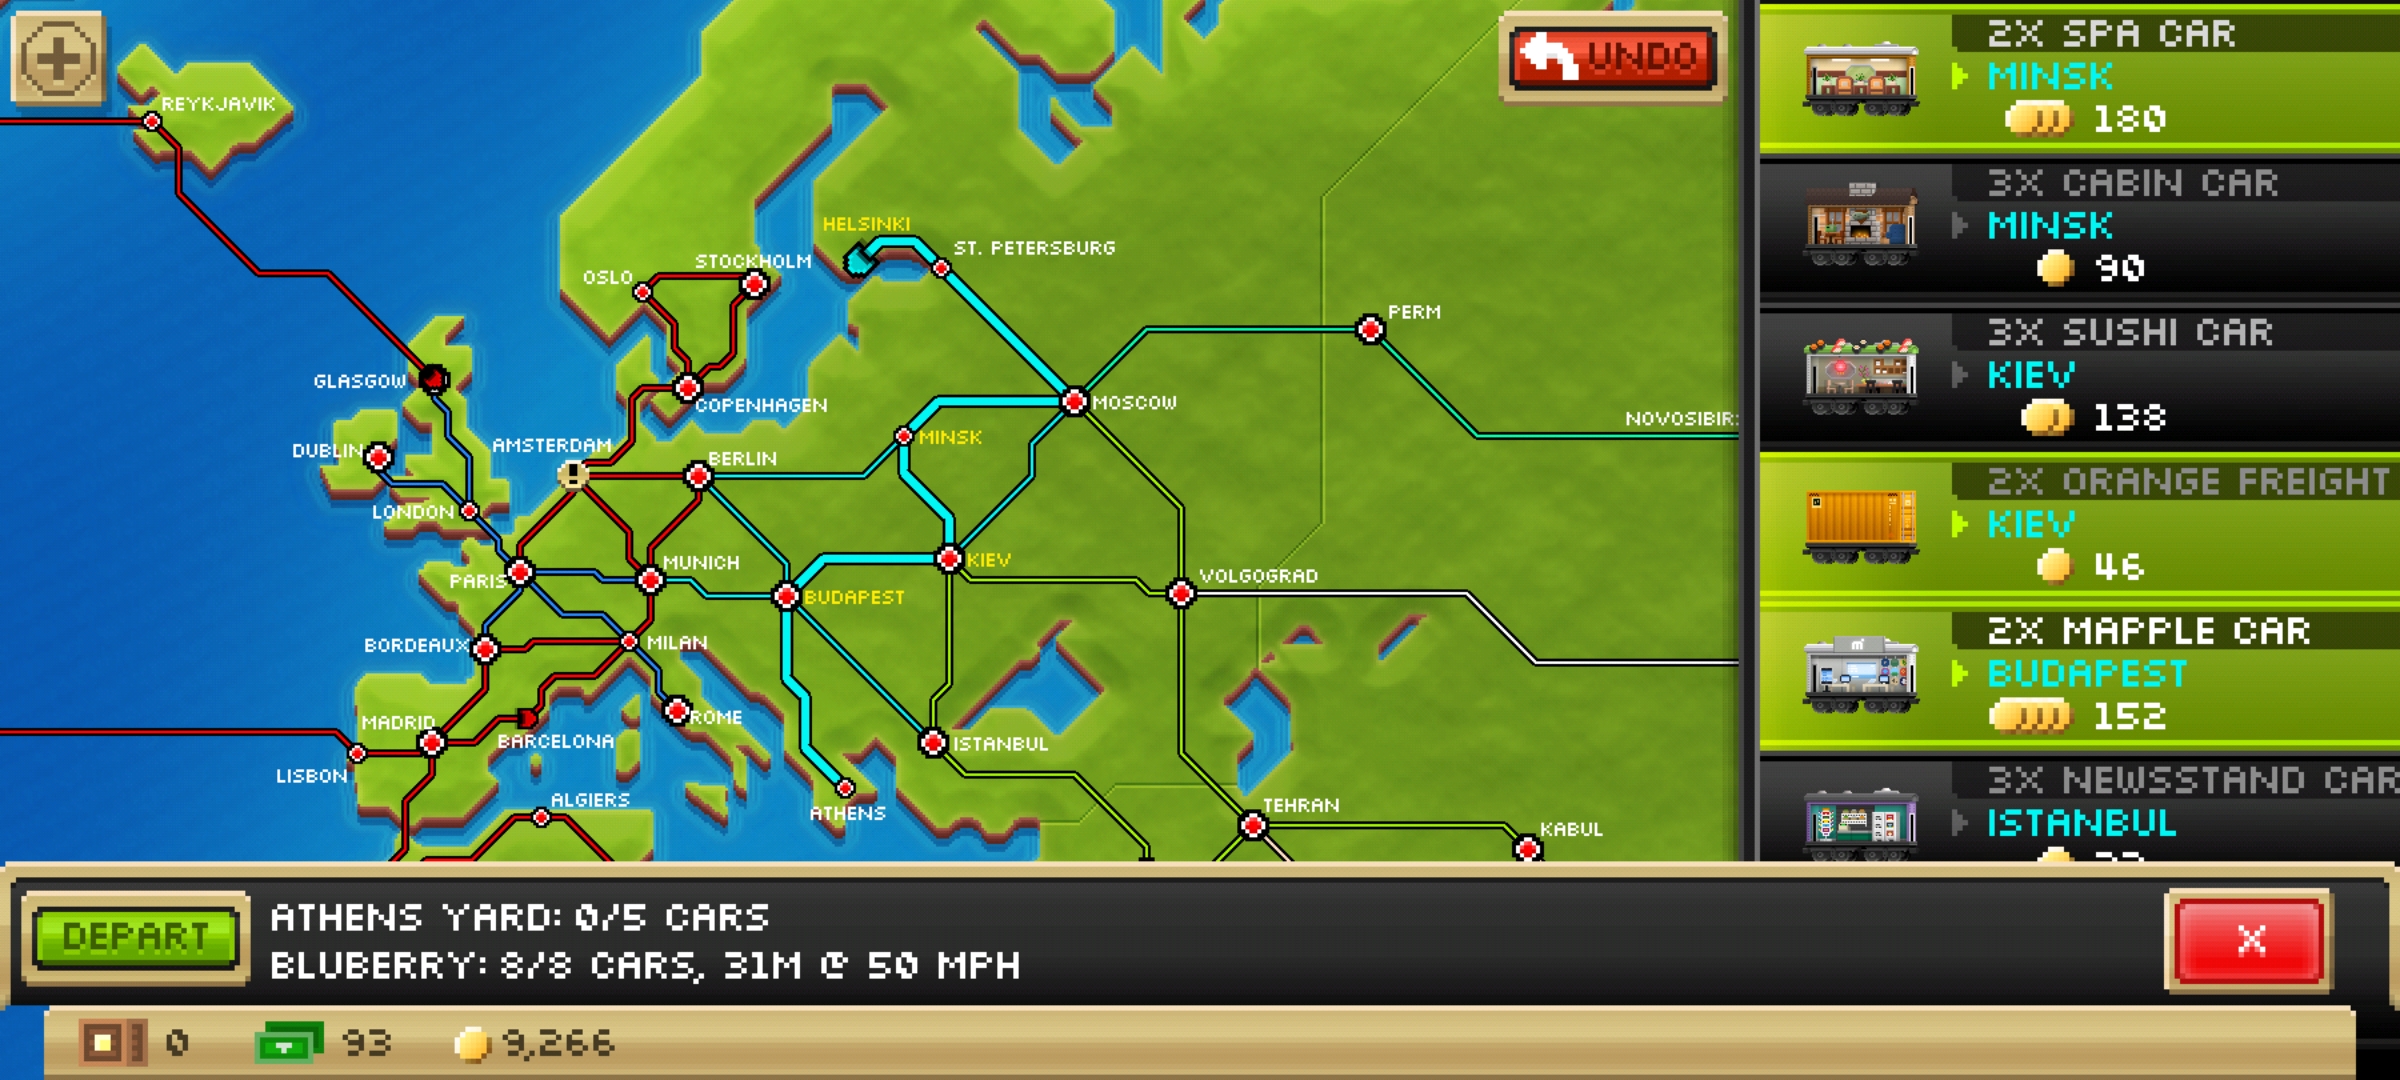 REYKJAVIK
UNDO
HELSINKI
ST. PETERSBURG
STOCKHOLM
OSLO
PERM
GLASGOW
COPENHAGEN
MOSCOW
NOVOSIBIR
AMSTERDAM
MINSK
DUBLIN
BERLIN
LONDON
MUNICH
KIEV
PARIS
VOLGOGRAD
BUDAPEST
BORDEAUX
MILAN
MADRID
ROME
BARCELONA
ISTANBUL
LISBON
ALGIERS
ATHENS
TEHRAN
KABUL
2X SPA CAR
MINSK
180
3X CABIN CAR
MINSK
90
3X SUSHI CAR
KIEV
138
2X ORANGE FREIGHT
KIEV
46
2X MAPPLE CAR
BUDAPEST
152
3X NEWSSTAND CAR
ISTANBUL
DEPART
ATHENS YARD: 0/5 CARS
BLUBERRY: 8/8 CARS, 31M @ 50 MPH
X
0
93
9,266